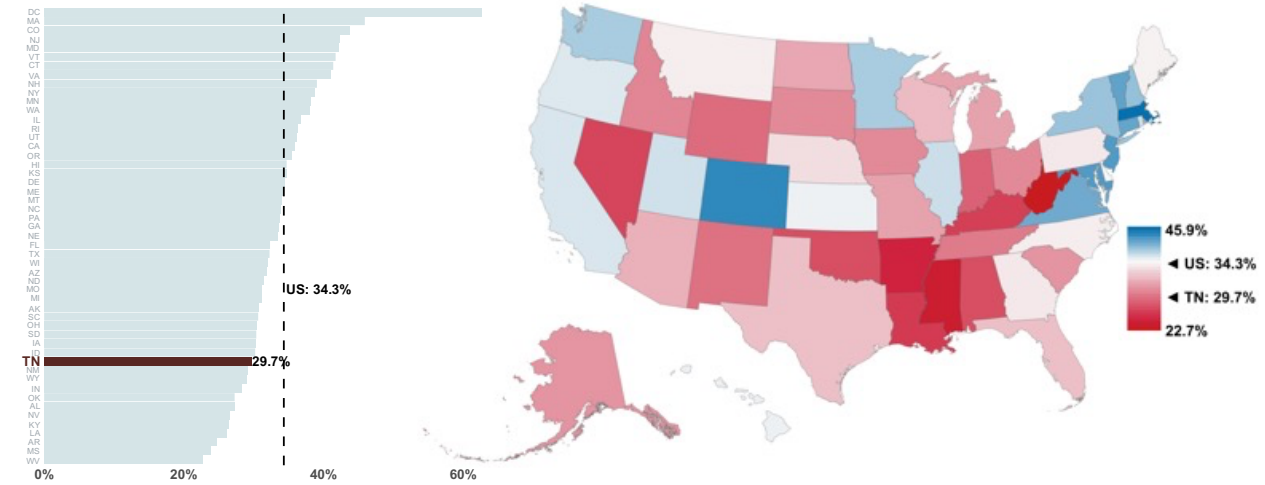 DC
MA
CO
NJ
MD
VT
CT
VA
NH
NY
MN
WA
IL
RI
UT
CA
OR
HI
KS
DE
ME
MT
NC
PA
GA
NE
FL
TX
WI
AZ
ND
MO
MI
AK
SC
OH
SD
IA
ID
TN
NM
WY
IN
OK
AL
NV
KY
LA
AR
MS
WV
US: 34.3%
29.7%
0%
20%
40%
60%
45.9%
◄ US: 34.3%
◄ TN: 29.7%
22.7%